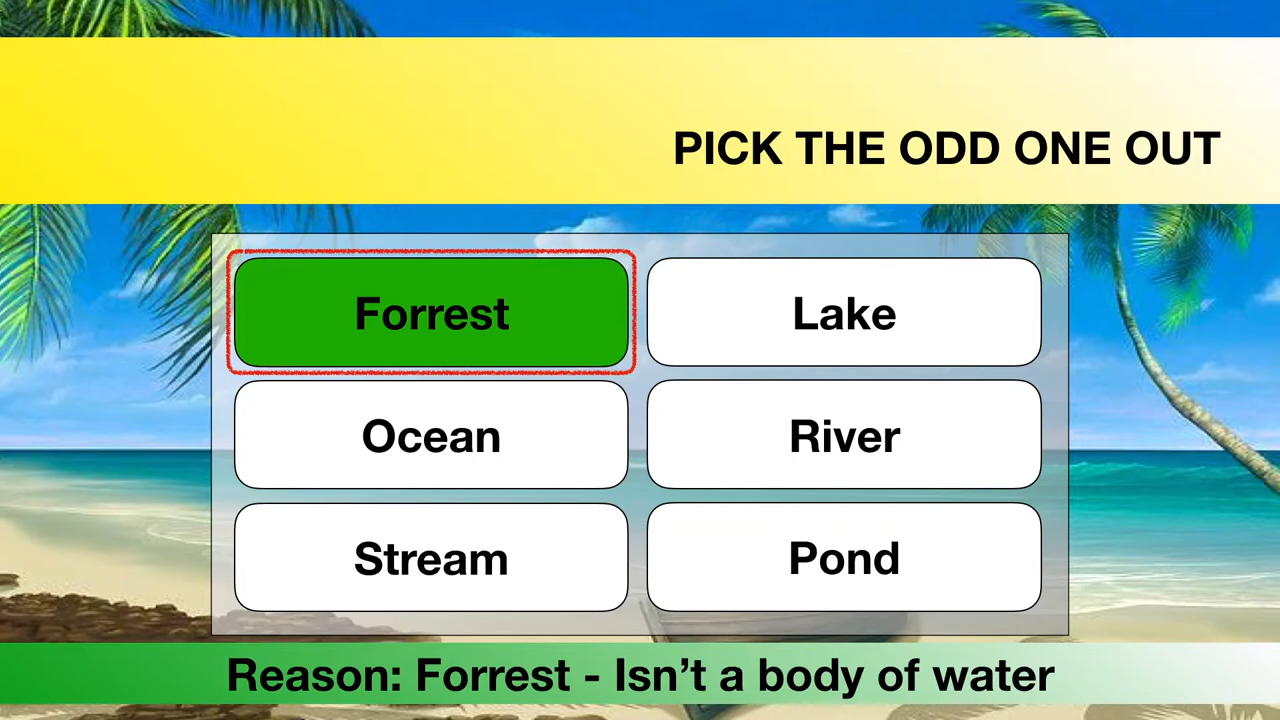 PICK THE ODD ONE OUT
Forrest
Lake
Ocean
River
Stream
Pond
Reason: Forrest - Isn’t a body of water